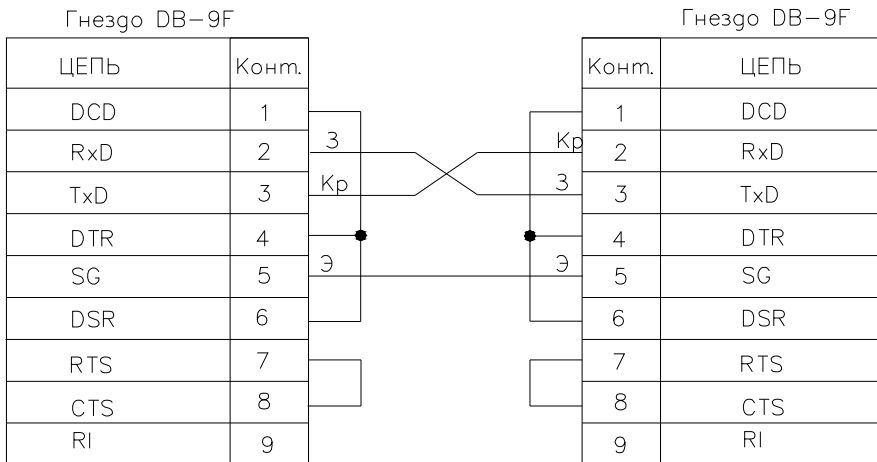 Гнездо DB-9F Гнездо DB-9F
ЦЕПЬ Конт. Конт. ЦЕПЬ
DCD 1 1 DCD
RxD 2 З Кр 2 RxD
TxD 3 Кр З 3 TxD
DTR 4 4 DTR
SG 5 Э Э 5 SG
DSR 6 6 DSR
RTS 7 7 RTS
CTS 8 8 CTS
RI 9 9 RI